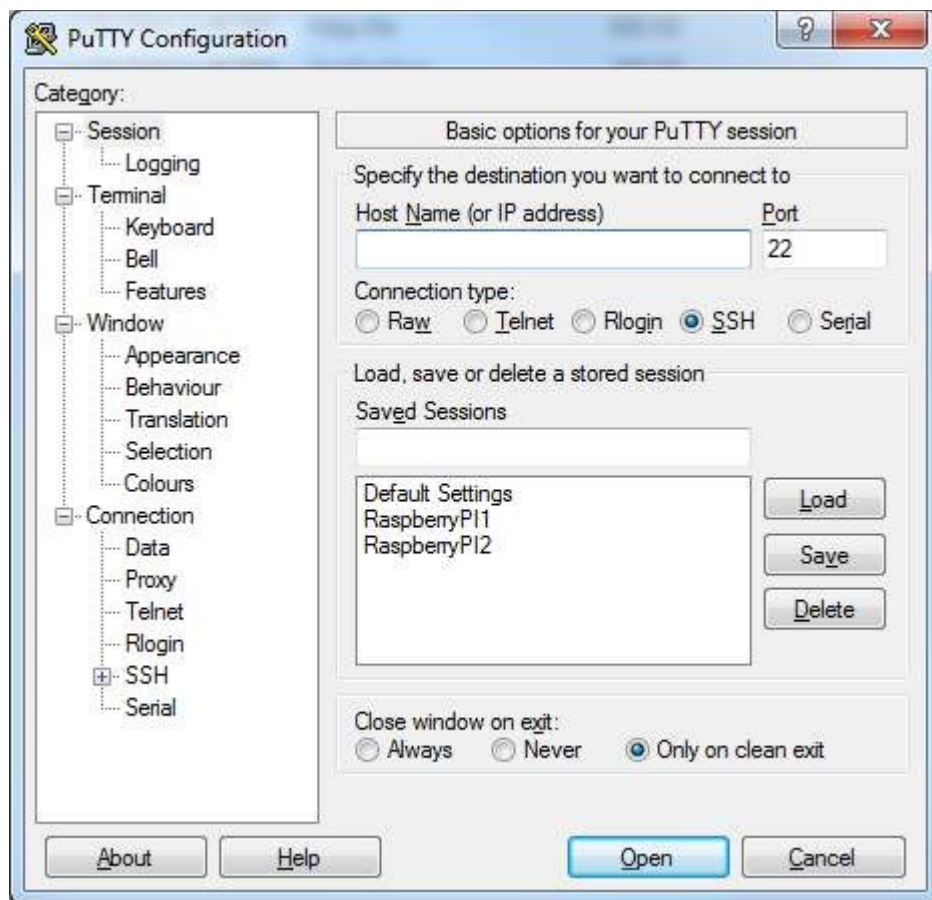 PuTTY Configuration
Category:
Session
Logging
Terminal
Keyboard
Bell
Features
Window
Appearance
Behaviour
Translation
Selection
Colours
Connection
Data
Proxy
Telnet
Rlogin
SSH
Serial
Basic options for your PuTTY session
Specify the destination you want to connect to
Host Name (or IP address) Port
22
Connection type:
Raw Telnet Rlogin SSH Serial
Load, save or delete a stored session
Saved Sessions
Default Settings
RaspberryPI1
RaspberryPI2
Load
Save
Delete
Close window on exit:
Always Never Only on clean exit
About Help Open Cancel